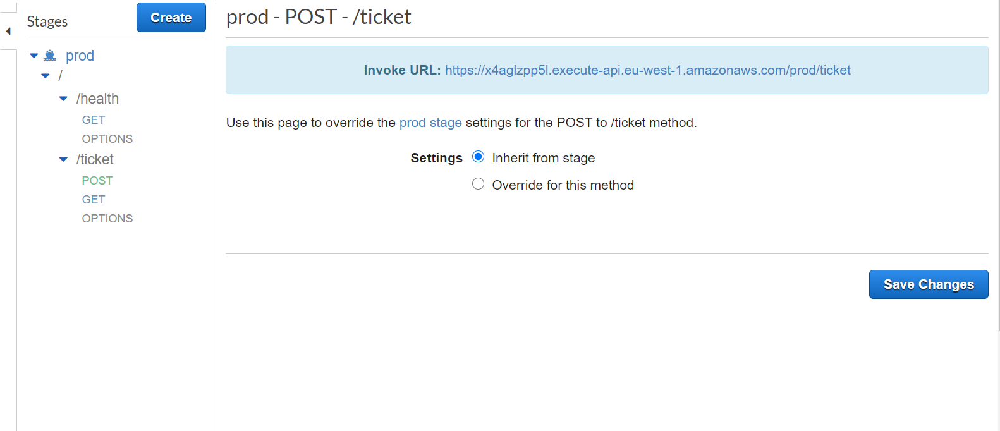 Stages
Create
prod
/
/health
GET
OPTIONS
/ticket
POST
GET
OPTIONS
prod - POST - /ticket
Invoke URL: https://x4aglzpp5l.execute-api.eu-west-1.amazonaws.com/prod/ticket
Use this page to override the prod stage settings for the POST to /ticket method.
Settings
Inherit from stage
Override for this method
Save Changes